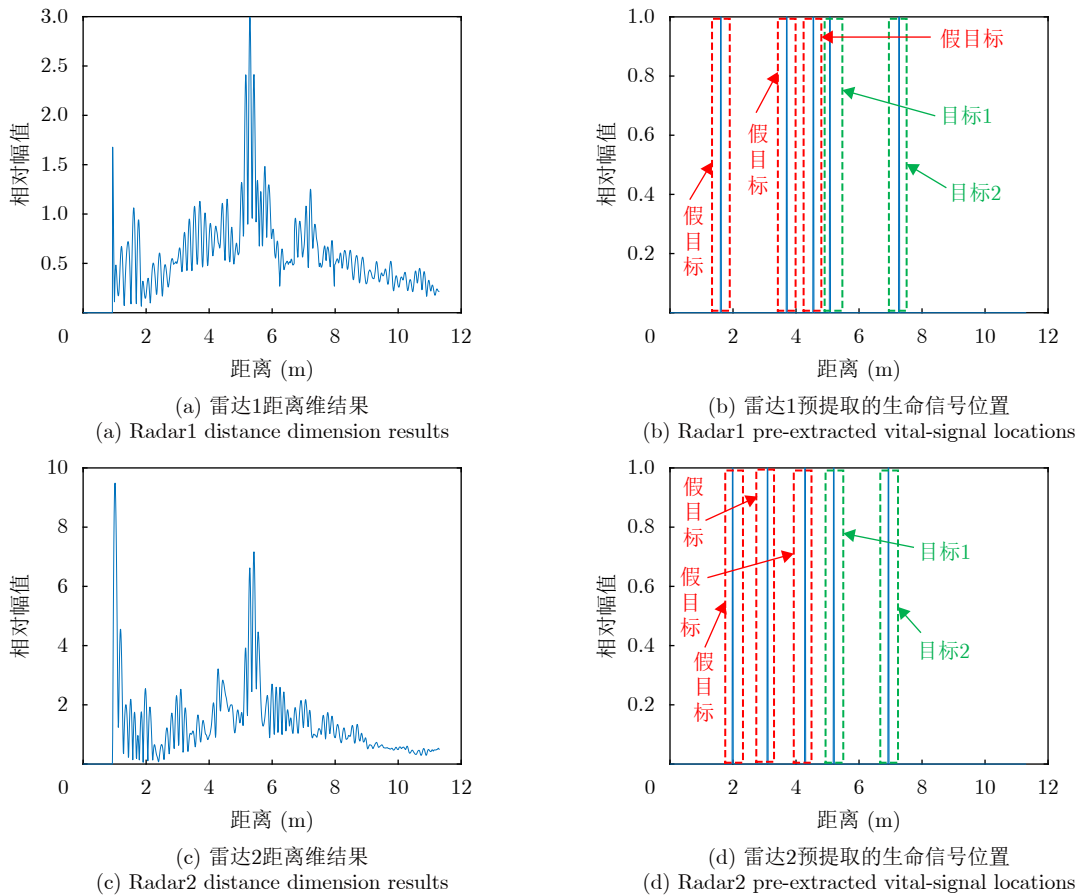 3.0
2.5
2.0
1.5
1.0
0.5
相对幅值
0 2 4 6 8 10 12
距离 (m)
(a) 雷达1距离维结果
(a) Radar1 distance dimension results
1.0
0.8
0.6
0.4
0.2
相对幅值
假目标
假目标
假目标
目标1
目标2
0 2 4 6 8 10 12
距离 (m)
(b) 雷达1预提取的生命信号位置
(b) Radar1 pre-extracted vital-signal locations
10
8
6
4
2
相对幅值
0 2 4 6 8 10 12
距离 (m)
(c) 雷达2距离维结果
(c) Radar2 distance dimension results
1.0
0.8
0.6
0.4
0.2
相对幅值
假目标
假目标
假目标
目标1
目标2
0 2 4 6 8 10 12
距离 (m)
(d) 雷达2预提取的生命信号位置
(d) Radar2 pre-extracted vital-signal locations